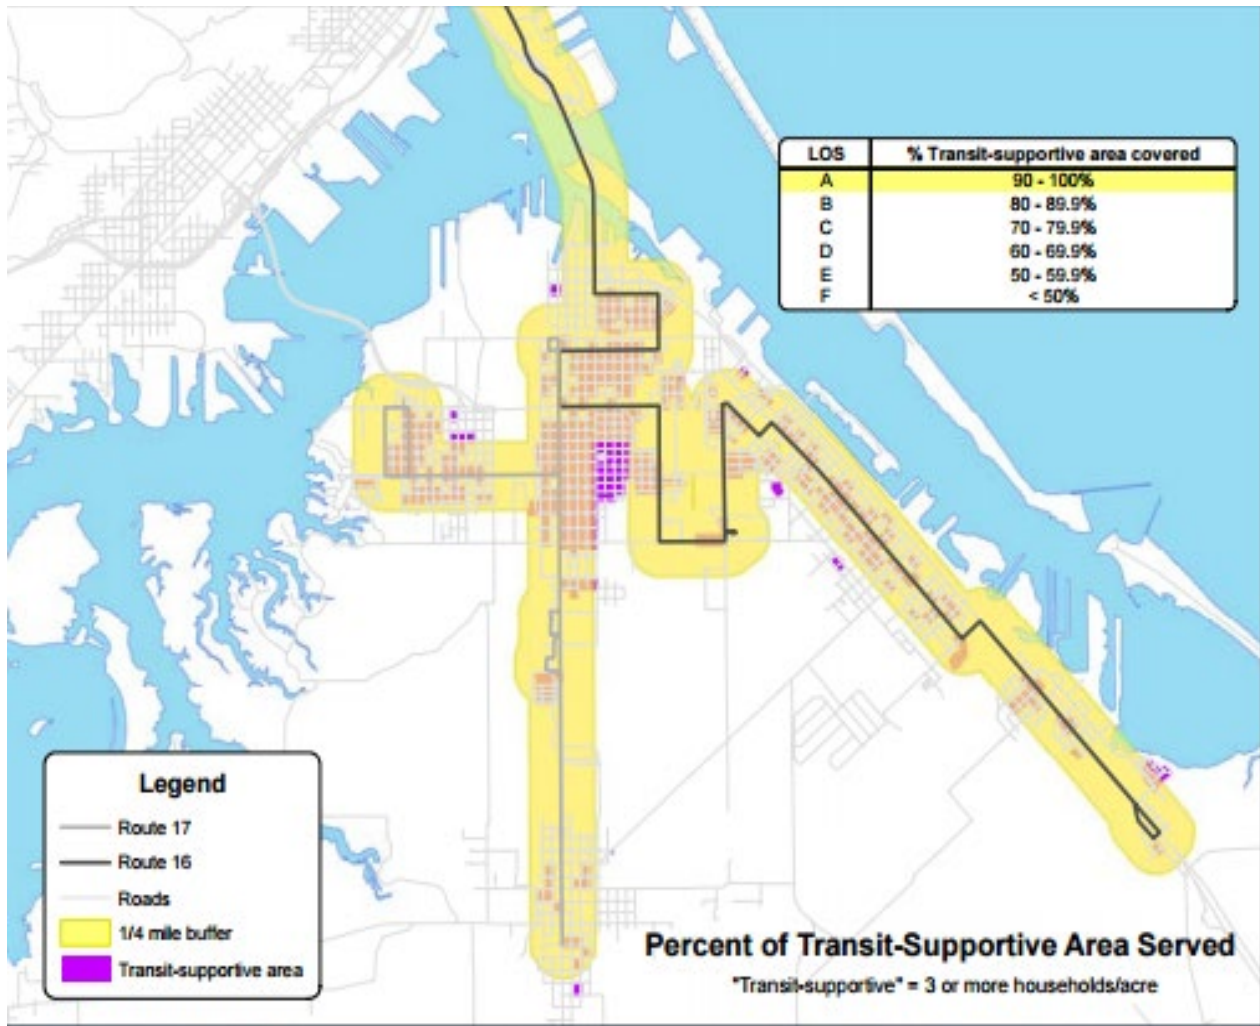 LOS % Transit-supportive area covered
A 90 - 100%
B 80 - 89.9%
C 70 - 79.9%
D 60 - 69.9%
E 50 - 59.9%
F < 50%
Legend
Route 17
Route 16
Roads
1/4 mile buffer
Transit-supportive area
Percent of Transit-Supportive Area Served
"Transit-supportive" = 3 or more households/acre